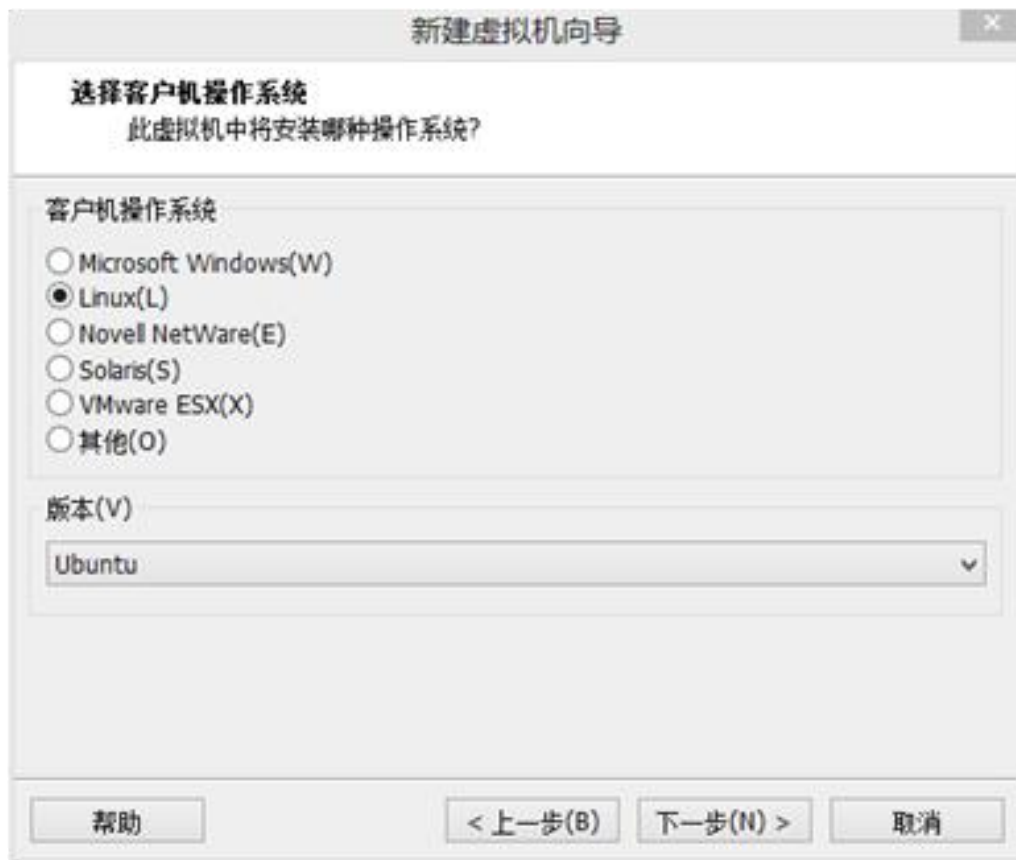 新建虚拟机向导
选择客户机操作系统
此虚拟机中将安装哪种操作系统?
客户机操作系统
Microsoft Windows(W)
Linux(L)
Novell NetWare(E)
Solaris(S)
VMware ESX(X)
其他(O)
版本(V)
Ubuntu
帮助 < 上一步(B) 下一步(N) > 取消